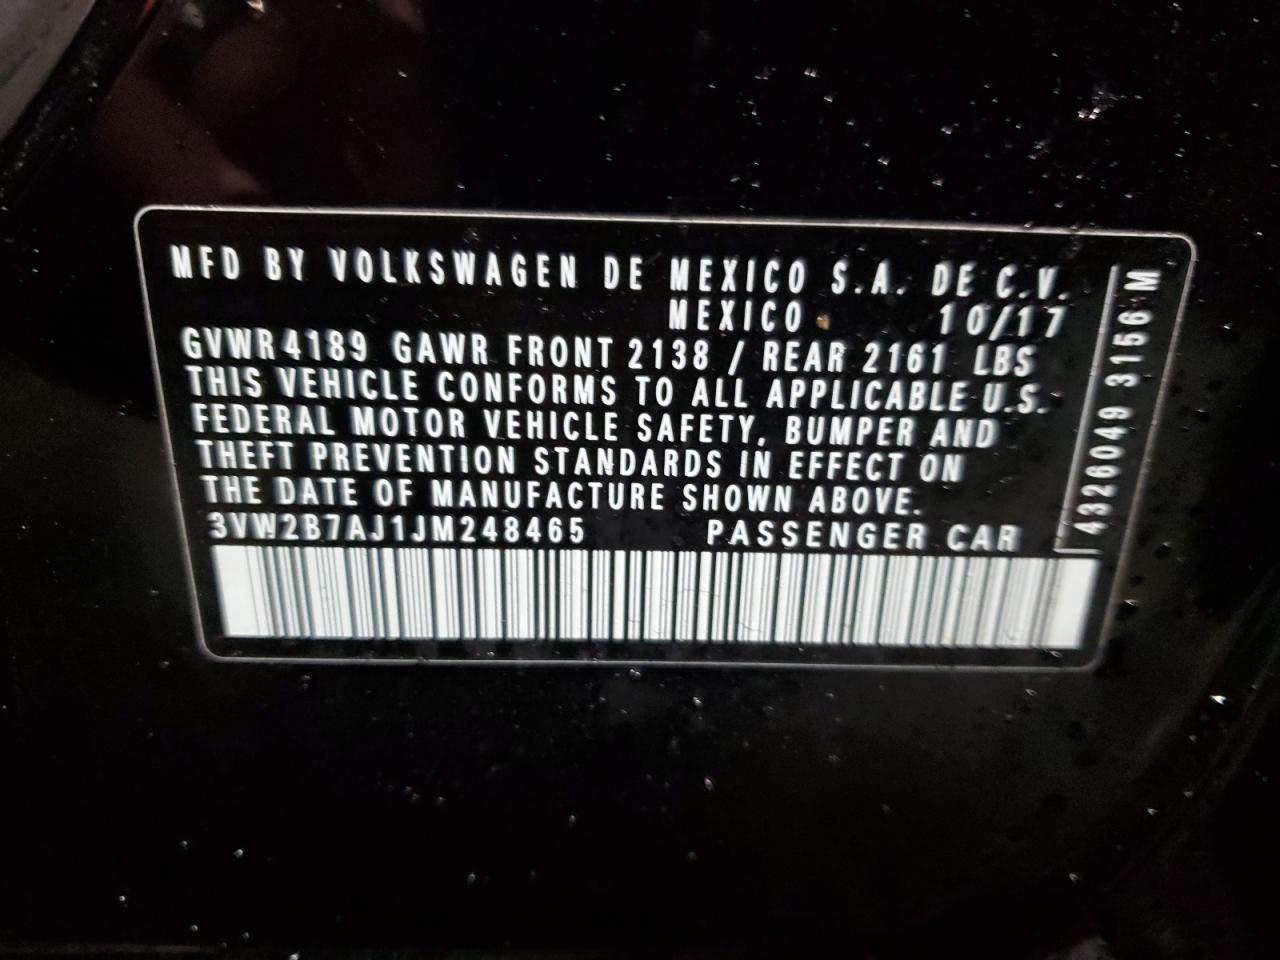 MFD BY VOLKSWAGEN DE MEXICO S.A. DE C.V.
MEXICO 10/17
GVWR 4189 GAWR FRONT 2138 / REAR 2161 LBS
THIS VEHICLE CONFORMS TO ALL APPLICABLE U.S.
FEDERAL MOTOR VEHICLE SAFETY, BUMPER AND
THEFT PREVENTION STANDARDS IN EFFECT ON
THE DATE OF MANUFACTURE SHOWN ABOVE.
3VW2B7AJ1JM248465 PASSENGER CAR
4326049 3156 M